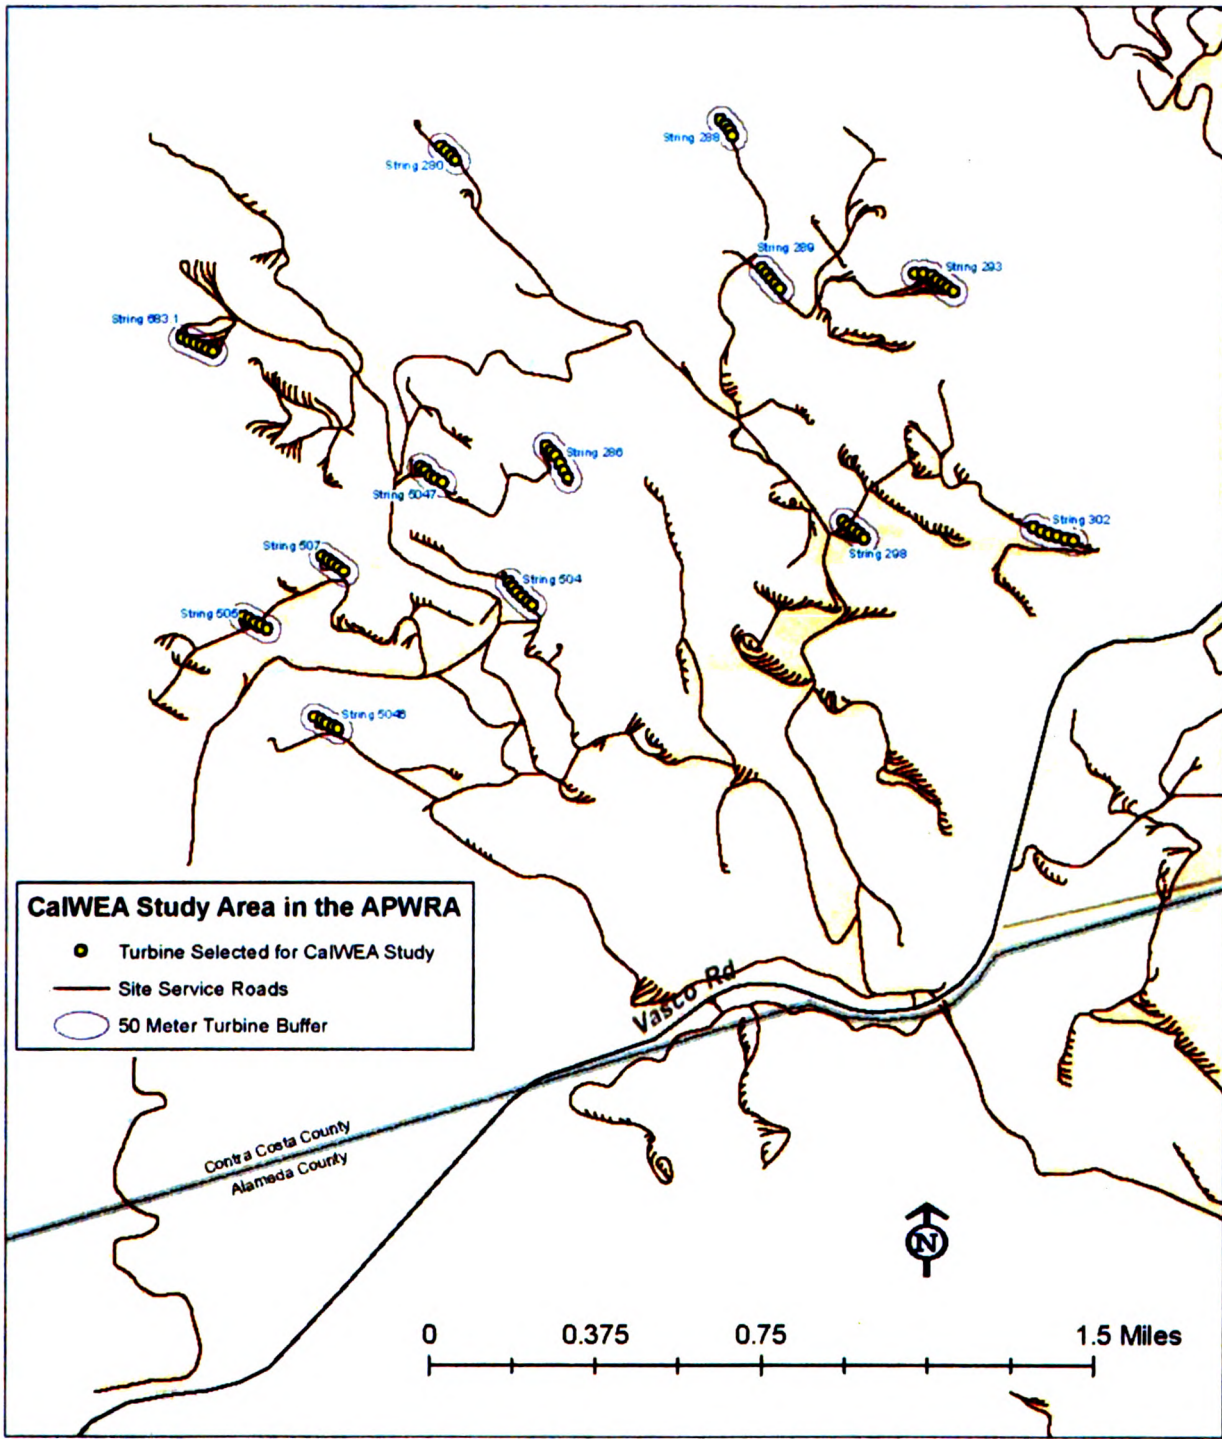 String 288
String 280
String 289
String 293
String 683.1
String 286
String 5047
String 302
String 298
String 507
String 504
String 5046
CalWEA Study Area in the APWRA
Turbine Selected for CalWEA Study
Site Service Roads
50 Meter Turbine Buffer
Vasco Rd
Contra Costa County
Alameda County
N
0 0.375 0.75 1.5 Miles